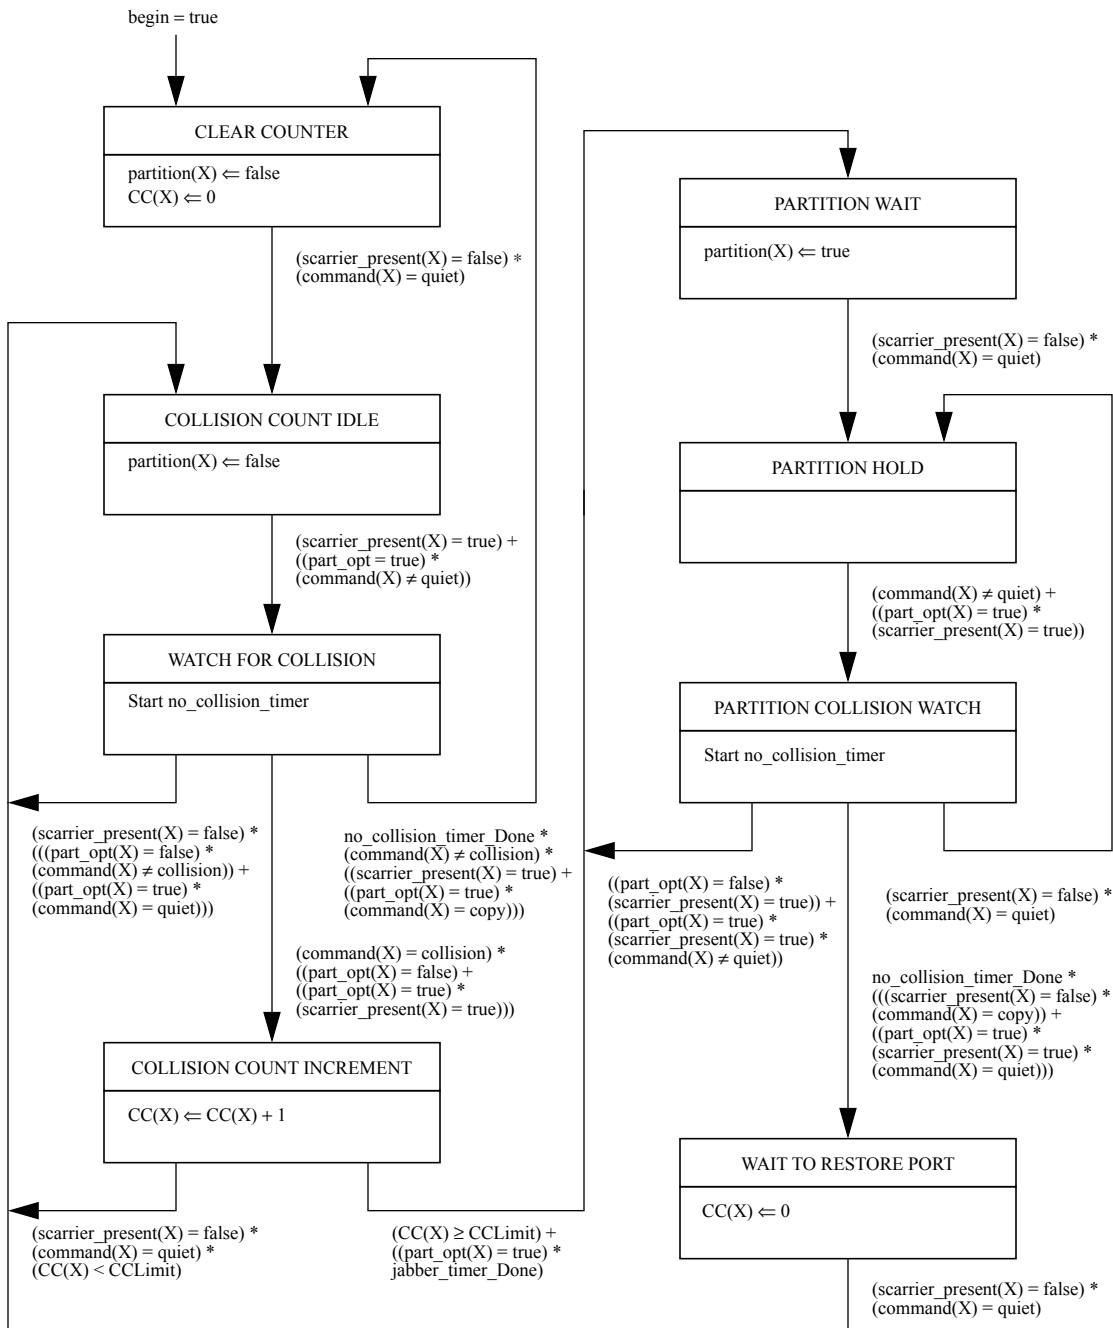 begin = true
CLEAR COUNTER
partition(X) ⇐ false
CC(X) ⇐ 0
(scarrier_present(X) = false) *
(command(X) = quiet)
COLLISION COUNT IDLE
partition(X) ⇐ false
(scarrier_present(X) = true) +
((part_opt = true) *
(command(X) ≠ quiet))
WATCH FOR COLLISION
Start no_collision_timer
(scarrier_present(X) = false) *
(((part_opt(X) = false) *
(command(X) ≠ collision)) +
((part_opt(X) = true) *
(command(X) = quiet)))
no_collision_timer_Done *
(command(X) ≠ collision) *
((scarrier_present(X) = true) +
((part_opt(X) = true) *
(command(X) = copy)))
(command(X) = collision) *
((part_opt(X) = false) +
((part_opt(X) = true) *
(scarrier_present(X) = true)))
COLLISION COUNT INCREMENT
CC(X) ⇐ CC(X) + 1
(scarrier_present(X) = false) *
(command(X) = quiet) *
(CC(X) < CCLimit)
(CC(X) ≥ CCLimit) +
((part_opt(X) = true) *
jabber_timer_Done)
PARTITION WAIT
partition(X) ⇐ true
(scarrier_present(X) = false) *
(command(X) = quiet)
PARTITION HOLD
(command(X) ≠ quiet) +
((part_opt(X) = true) *
(scarrier_present(X) = true))
PARTITION COLLISION WATCH
Start no_collision_timer
((part_opt(X) = false) *
(scarrier_present(X) = true)) +
((part_opt(X) = true) *
(scarrier_present(X) = true) *
(command(X) ≠ quiet))
(scarrier_present(X) = false) *
(command(X) = quiet)
no_collision_timer_Done *
(((scarrier_present(X) = false) *
(command(X) = copy)) +
((part_opt(X) = true) *
(scarrier_present(X) = true) *
(command(X) = quiet)))
WAIT TO RESTORE PORT
CC(X) ⇐ 0
(scarrier_present(X) = false) *
(command(X) = quiet)